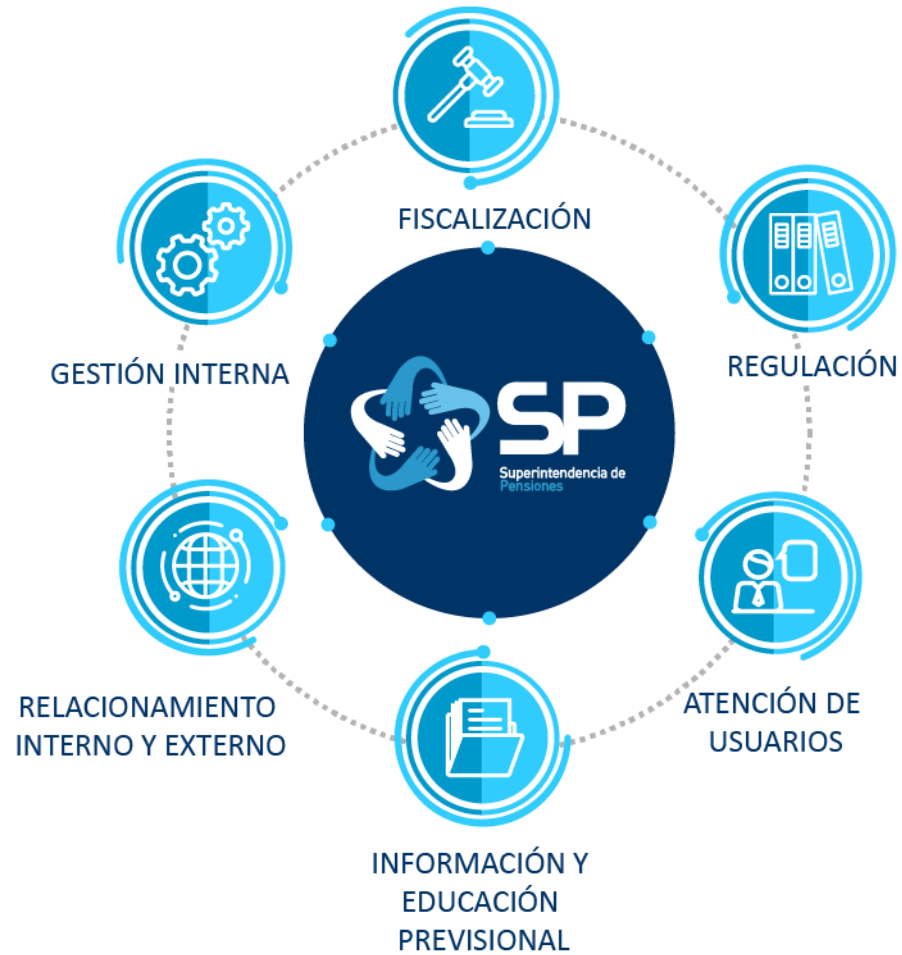 FISCALIZACIÓN
REGULACIÓN
GESTIÓN INTERNA
SP
Superintendencia de
Pensiones
ATENCIÓN DE
USUARIOS
RELACIONAMIENTO
INTERNO Y EXTERNO
INFORMACIÓN Y
EDUCACIÓN
PREVISIONAL